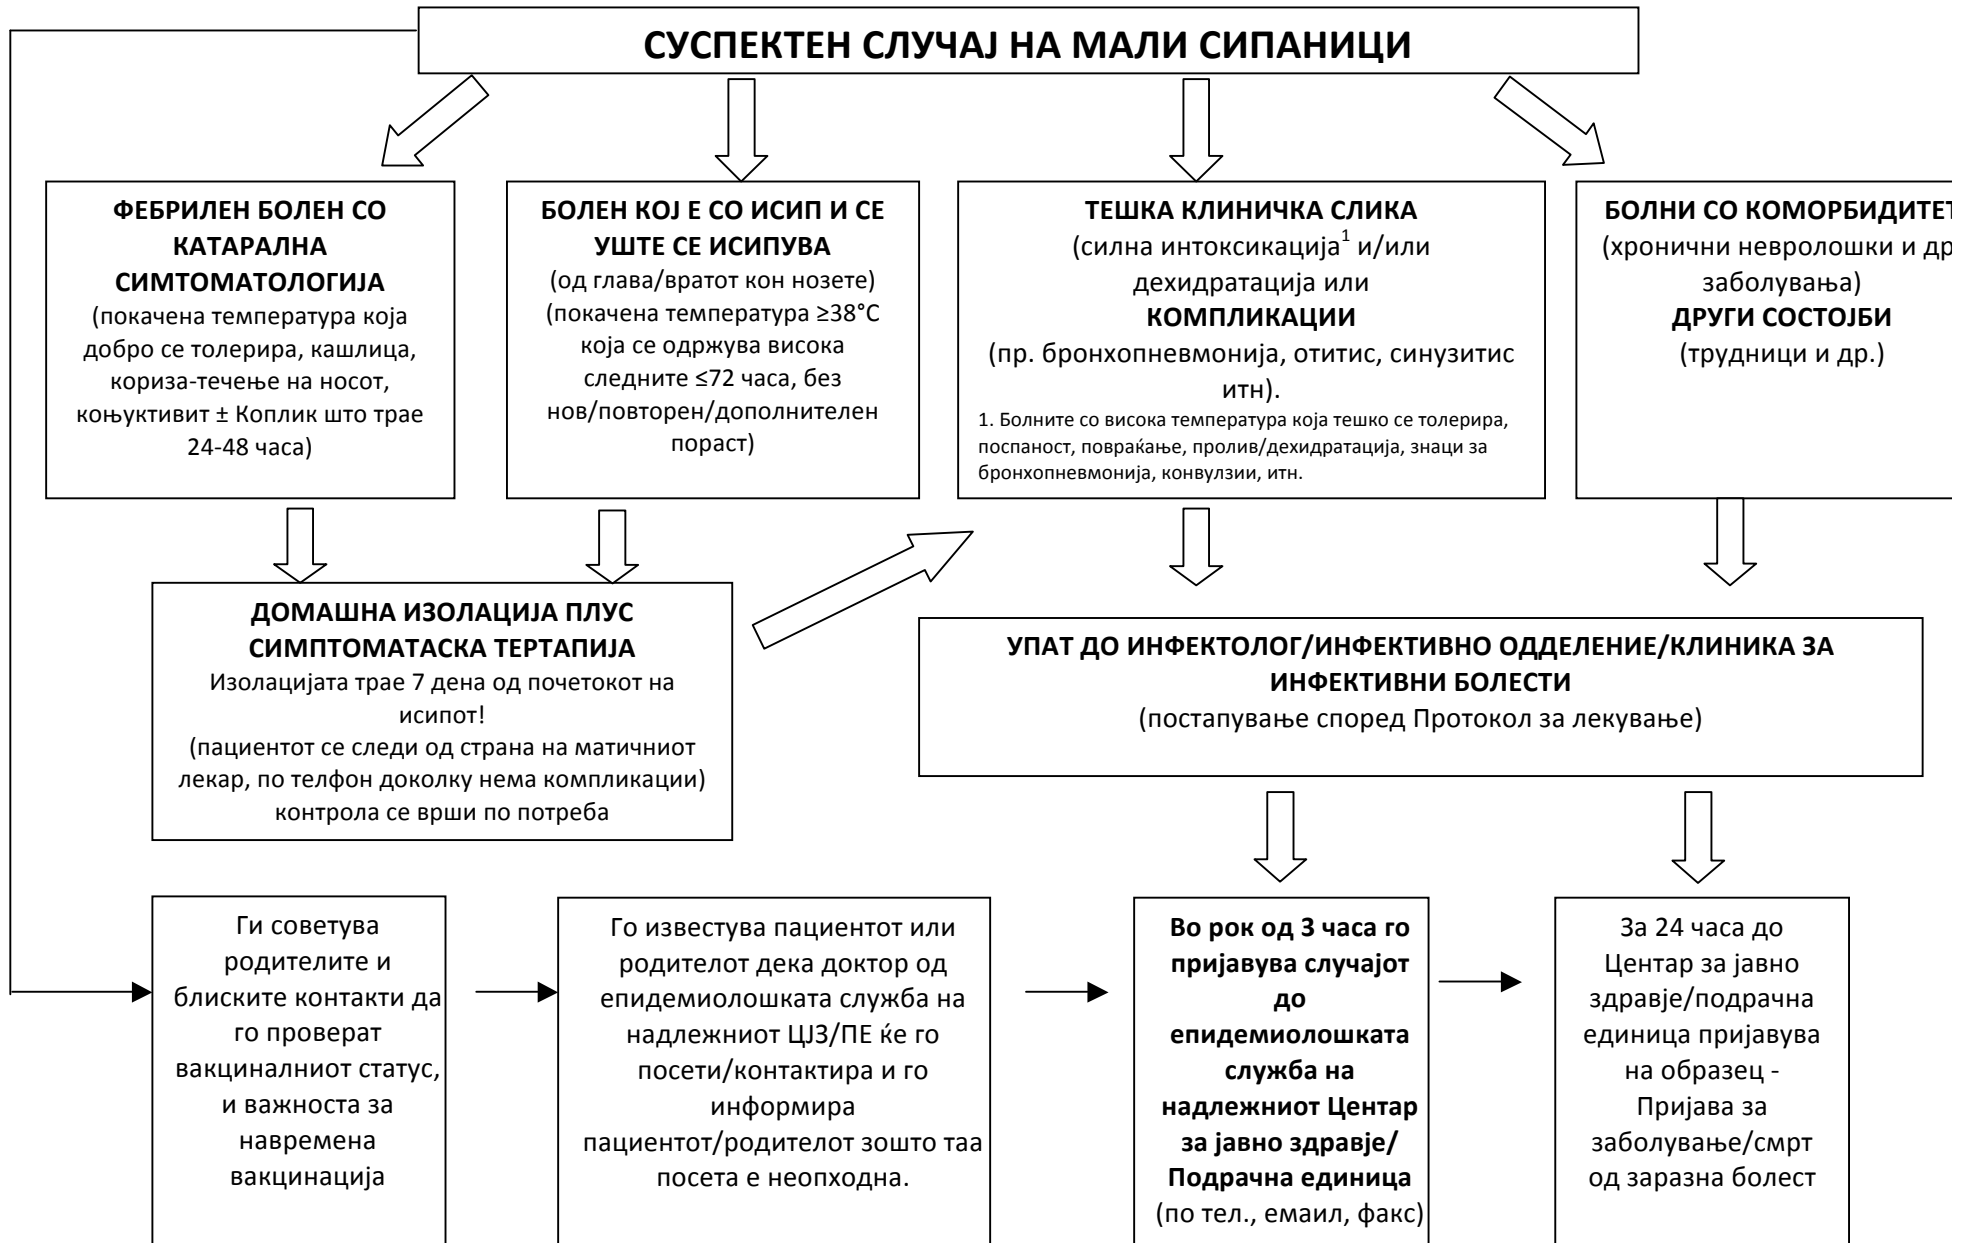 СУСПЕКТЕН СЛУЧАЈ НА МАЛИ СИПАНИЦИ
ФЕБРИЛЕН БОЛЕН СО
КАТАРАЛНА
СИМТОМАТОЛОГИЈА
(покачена температура која
добро се толерира, кашлица,
кориза-течење на носот,
коњуктивит ± Коплик што трае
24-48 часа)
БОЛЕН КОЈ Е СО ИСИП И СЕ
УШТЕ СЕ ИСИПУВА
(од глава/вратот кон нозете)
(покачена температура ≥38°C
која се одржува висока
следните ≤72 часа, без
нов/повторен/дополнителен
пораст)
ТЕШКА КЛИНИЧКА СЛИКА
(силна интоксикација1 и/или
дехидратација или
КОМПЛИКАЦИИ
(пр. бронхопневмонија, отитис, синузитис
итн).
1. Болните со висока температура која тешко се толерира,
поспаност, повраќање, пролив/дехидратација, знаци за
бронхопневмонија, конвулзии, итн.
БОЛНИ СО КОМОРБИДИТЕТ
(хронични невролошки и др
заболувања)
ДРУГИ СОСТОЈБИ
(трудници и др.)
ДОМАШНА ИЗОЛАЦИЈА ПЛУС
СИМПТОМАТАСКА ТЕРТАПИЈА
Изолацијата трае 7 дена од почетокот на
исипот!
(пациентот се следи од страна на матичниот
лекар, по телфон доколку нема компликации)
контрола се врши по потреба
УПАТ ДО ИНФЕКТОЛОГ/ИНФЕКТИВНО ОДДЕЛЕНИЕ/КЛИНИКА ЗА
ИНФЕКТИВНИ БОЛЕСТИ
(постапување според Протокол за лекување)
Ги советува
родителите и
блиските контакти да
го проверат
вакциналниот статус,
и важноста за
навремена
вакцинација
Го известува пациентот или
родителот дека доктор од
епидемиолошката служба на
надлежниот ЦЈЗ/ПЕ ќе го
посети/контактира и го
информира
пациентот/родителот зошто таа
посета е неопходна.
Во рок од 3 часа го
пријавува случајот
до
епидемиолошката
служба на
надлежниот Центар
за јавно здравје/
Подрачна единица
(по тел., емаил, факс)
За 24 часа до
Центар за јавно
здравје/подрачна
единица пријавува
на образец -
Пријава за
заболување/смрт
од заразна болест